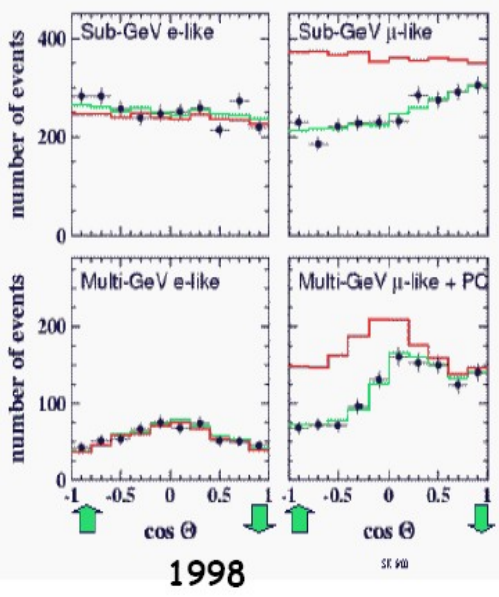 Sub-GeV e-like
Sub-GeV μ-like
number of events
400
200
0
Multi-GeV e-like
Multi-GeV μ-like + PC
number of events
200
100
0
-1 -0.5 0 0.5 1
-1 -0.5 0 0.5 1
cos Θ
cos Θ
1998